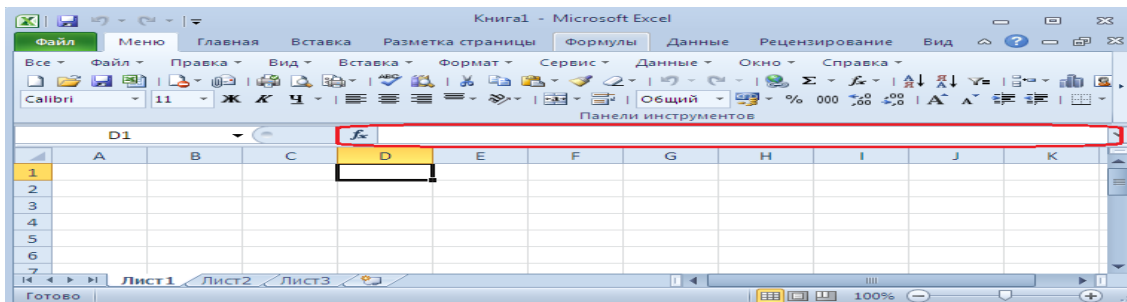 Книга1 - Microsoft Excel
Файл Меню Главная Вставка Разметка страницы Формулы Данные Рецензирование Вид
Все Файл Правка Вид Вставка Формат Сервис Данные Окно Справка
Calibri 11 Ж К Ч Общий % 000
Панели инструментов
D1 fx
A B C D E F G H I J K
1
2
3
4
5
6
7
Лист1 Лист2 Лист3
Готово 100%